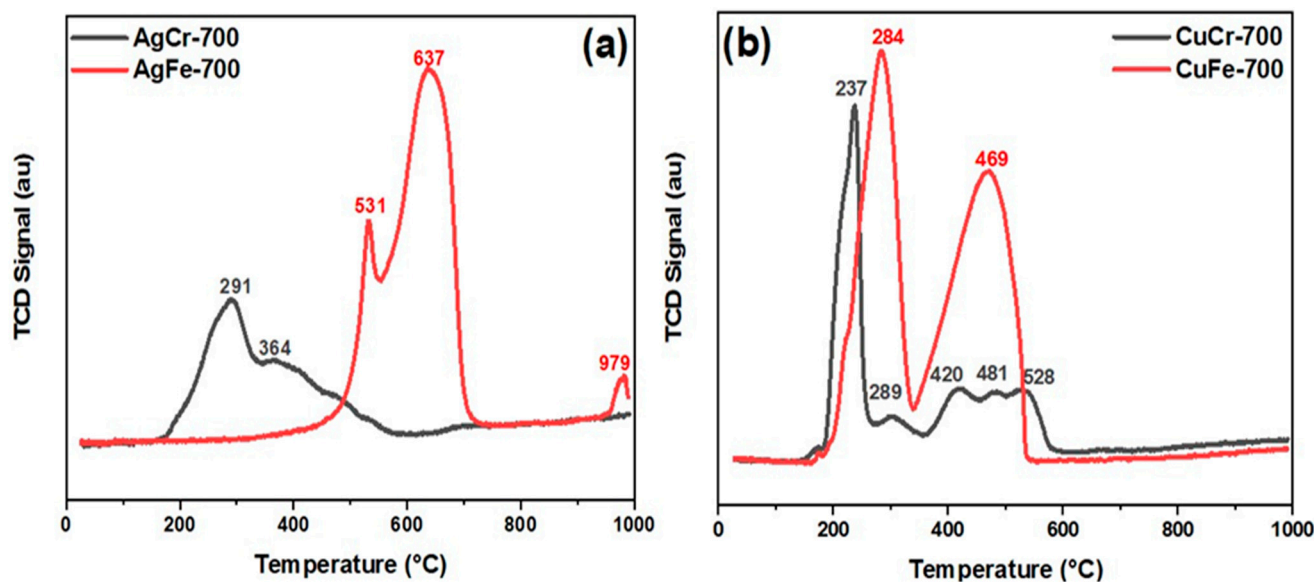 AgCr-700
AgFe-700
(a)
637
531
291
364
979
TCD Signal (au)
0 200 400 600 800 1000
Temperature (°C)
(b)
CuCr-700
CuFe-700
284
237
469
289
420 481 528
TCD Signal (au)
0 200 400 600 800 1000
Temperature (°C)